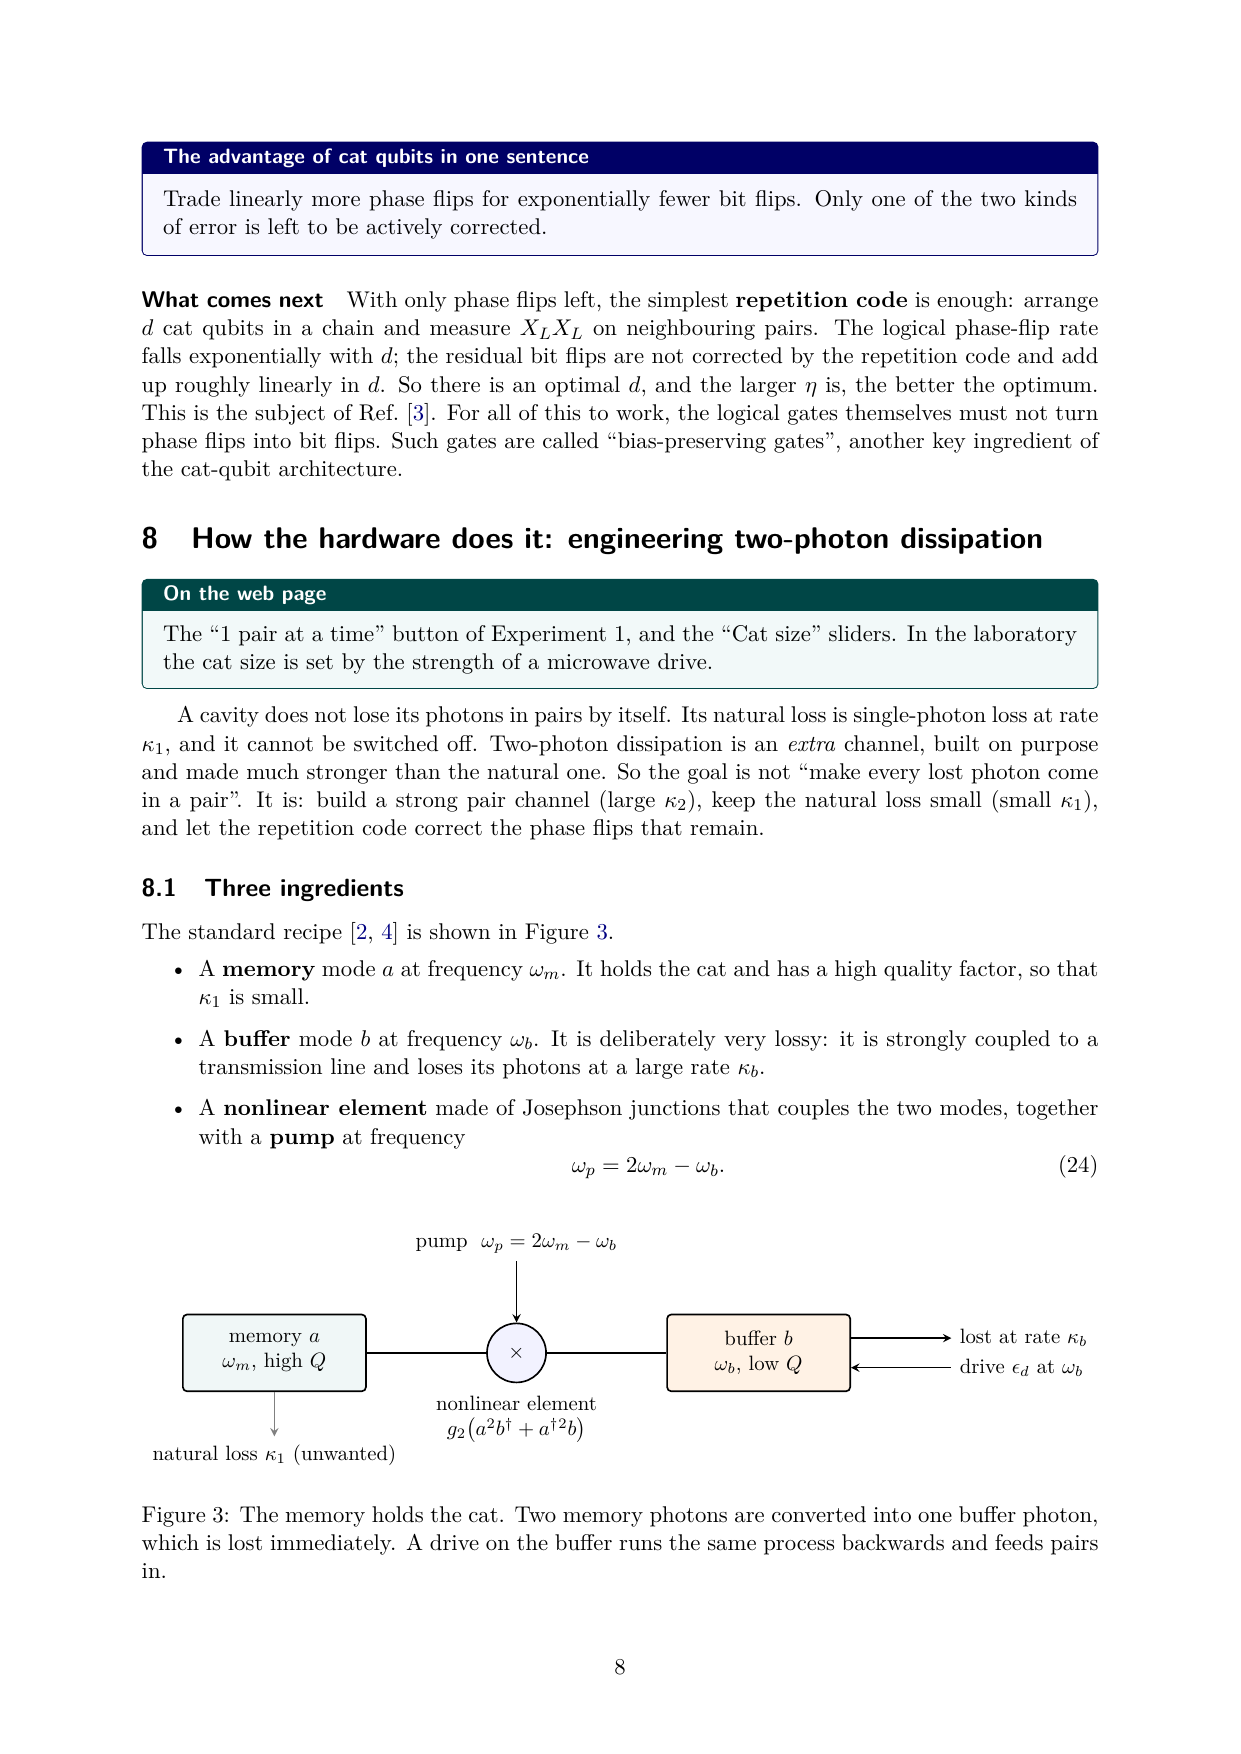 The advantage of cat qubits in one sentence
Trade linearly more phase flips for exponentially fewer bit flips. Only one of the two kinds
of error is left to be actively corrected.
What comes next With only phase flips left, the simplest repetition code is enough: arrange
d cat qubits in a chain and measure X_L X_L on neighbouring pairs. The logical phase-flip rate
falls exponentially with d; the residual bit flips are not corrected by the repetition code and add
up roughly linearly in d. So there is an optimal d, and the larger η is, the better the optimum.
This is the subject of Ref. [3]. For all of this to work, the logical gates themselves must not turn
phase flips into bit flips. Such gates are called “bias-preserving gates”, another key ingredient of
the cat-qubit architecture.
8 How the hardware does it: engineering two-photon dissipation
On the web page
The “1 pair at a time” button of Experiment 1, and the “Cat size” sliders. In the laboratory
the cat size is set by the strength of a microwave drive.
A cavity does not lose its photons in pairs by itself. Its natural loss is single-photon loss at rate
κ₁, and it cannot be switched off. Two-photon dissipation is an extra channel, built on purpose
and made much stronger than the natural one. So the goal is not “make every lost photon come
in a pair”. It is: build a strong pair channel (large κ₂), keep the natural loss small (small κ₁),
and let the repetition code correct the phase flips that remain.
8.1 Three ingredients
The standard recipe [2, 4] is shown in Figure 3.
• A memory mode a at frequency ω_m. It holds the cat and has a high quality factor, so that
κ₁ is small.
• A buffer mode b at frequency ω_b. It is deliberately very lossy: it is strongly coupled to a
transmission line and loses its photons at a large rate κ_b.
• A nonlinear element made of Josephson junctions that couples the two modes, together
with a pump at frequency
ω_p = 2ω_m − ω_b. (24)
pump ω_p = 2ω_m − ω_b
memory a
ω_m, high Q
×
buffer b
ω_b, low Q
lost at rate κ_b
drive ϵ_d at ω_b
nonlinear element
g₂(a²b† + a†²b)
natural loss κ₁ (unwanted)
Figure 3: The memory holds the cat. Two memory photons are converted into one buffer photon,
which is lost immediately. A drive on the buffer runs the same process backwards and feeds pairs
in.
8